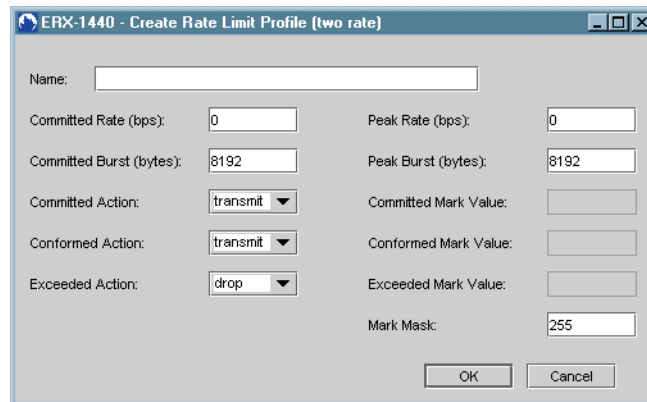 ERX-1440 - Create Rate Limit Profile (two rate)
Name:
Committed Rate (bps): 0 Peak Rate (bps): 0
Committed Burst (bytes): 8192 Peak Burst (bytes): 8192
Committed Action: transmit Committed Mark Value:
Conformed Action: transmit Conformed Mark Value:
Exceeded Action: drop Exceeded Mark Value:
Mark Mask: 255
OK Cancel